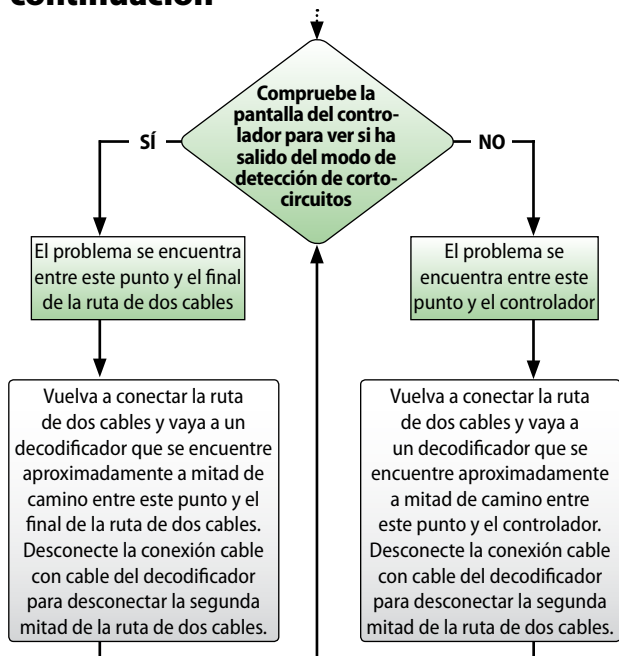 continuación
Compruebe la
pantalla del contro-
lador para ver si ha
salido del modo de
detección de corto-
circuitos
SÍ
NO
El problema se encuentra
entre este punto y el final
de la ruta de dos cables
El problema se
encuentra entre este
punto y el controlador
Vuelva a conectar la ruta
de dos cables y vaya a un
decodificador que se encuentre
aproximadamente a mitad de
camino entre este punto y el
final de la ruta de dos cables.
Desconecte la conexión cable
con cable del decodificador
para desconectar la segunda
mitad de la ruta de dos cables.
Vuelva a conectar la ruta
de dos cables y vaya a
un decodificador que se
encuentre aproximadamente
a mitad de camino entre
este punto y el controlador.
Desconecte la conexión cable
con cable del decodificador
para desconectar la segunda
mitad de la ruta de dos cables.